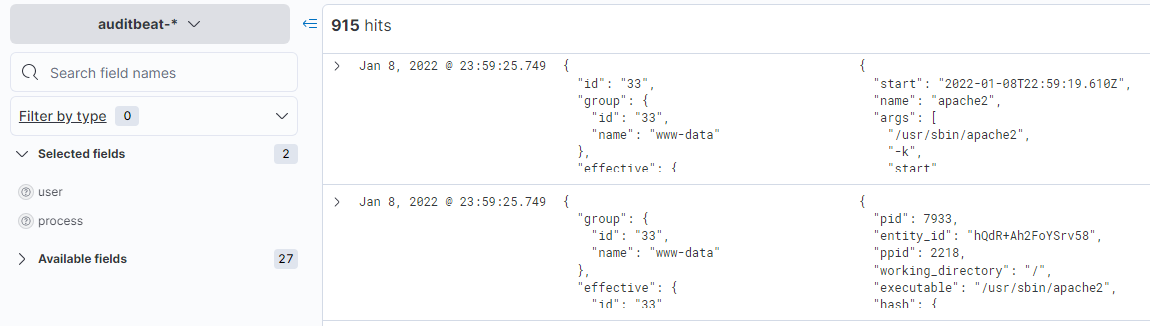 auditbeat-*
Search field names
Filter by type 0
Selected fields 2
user
process
Available fields 27
915 hits
Jan 8, 2022 @ 23:59:25.749
{
"id": "33",
"group": {
"id": "33",
"name": "www-data"
},
"effective": {
{
"start": "2022-01-08T22:59:19.610Z",
"name": "apache2",
"args": [
"/usr/sbin/apache2",
"-k",
"start"
Jan 8, 2022 @ 23:59:25.749
{
"group": {
"id": "33",
"name": "www-data"
},
"effective": {
"id": "33"
{
"pid": 7933,
"entity_id": "hQdR+Ah2FoYSrv58",
"ppid": 2218,
"working_directory": "/",
"executable": "/usr/sbin/apache2",
"hash": {